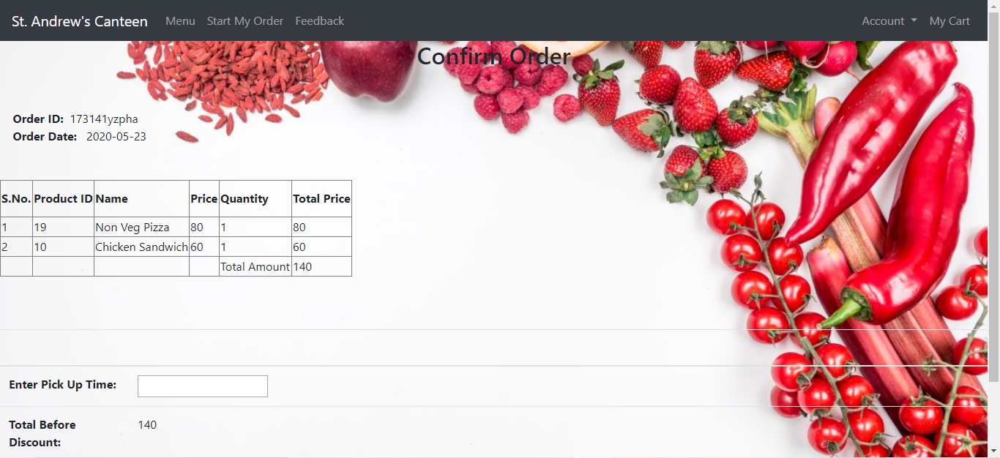 St. Andrew's Canteen Menu Start My Order Feedback Account My Cart
Confirm Order
Order ID: 173141yzpha
Order Date: 2020-05-23
S.No. Product ID Name Price Quantity Total Price
1 19 Non Veg Pizza 80 1 80
2 10 Chicken Sandwich 60 1 60
Total Amount 140
Enter Pick Up Time:
Total Before 140
Discount: